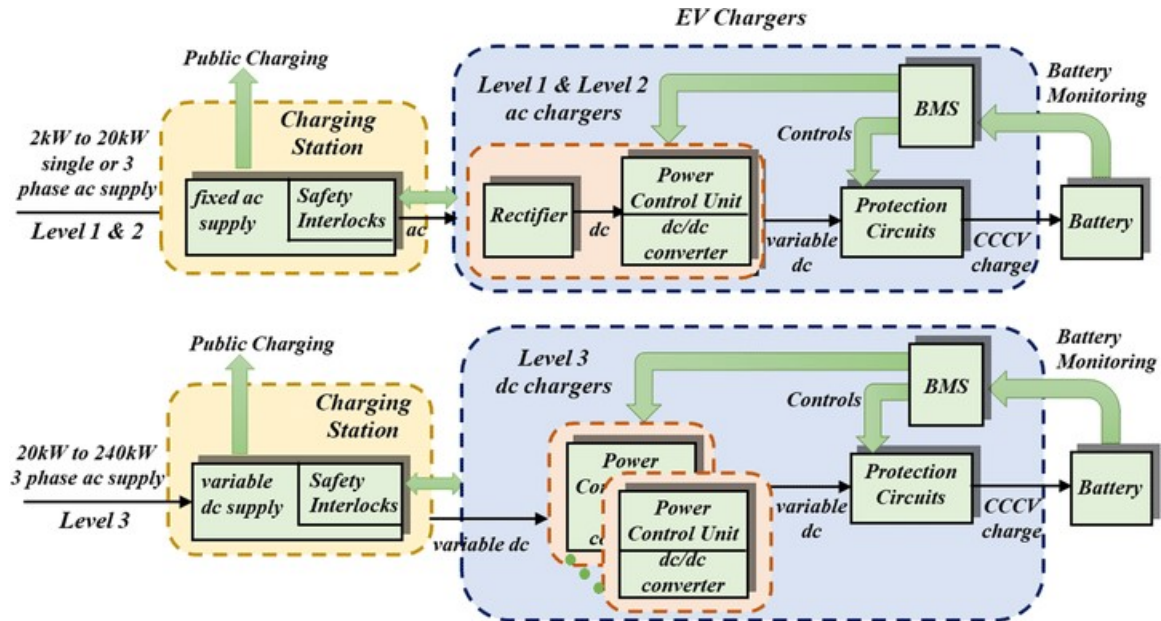 EV Chargers
Public Charging
2kW to 20kW
single or 3
phase ac supply
Level 1 & 2
Charging
Station
fixed ac
supply
Safety
Interlocks
ac
Level 1 & Level 2
ac chargers
Rectifier
dc
Power
Control Unit
dc/dc
converter
variable
dc
Controls
BMS
Protection
Circuits
CCCV
charge
Battery
Monitoring
Battery
Public Charging
20kW to 240kW
3 phase ac supply
Level 3
Charging
Station
variable
dc supply
Safety
Interlocks
variable dc
Level 3
dc chargers
Power
Con
co
Power
Control Unit
dc/dc
converter
variable
dc
Controls
BMS
Protection
Circuits
CCCV
charge
Battery
Monitoring
Battery